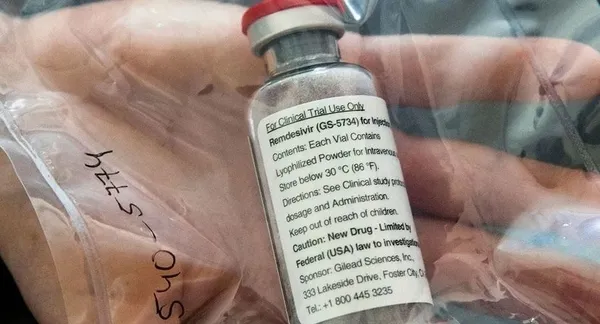 For Clinical Trial Use Only
Remdesivir (GS-5734) for
Contents: Each Vial Contains
Lyophilized Powder for Intravenous
Store below 30 °C (86 °F).
Directions: See Clinical study
dosage and Administration.
Keep out of reach of children.
Caution: New Drug - Limited by
Federal (USA) law to
Sponsor: Gilead Sciences, Inc,
333 Lakeside Drive, Foster City,
Tel.: +1 800 445 3235
540-5774